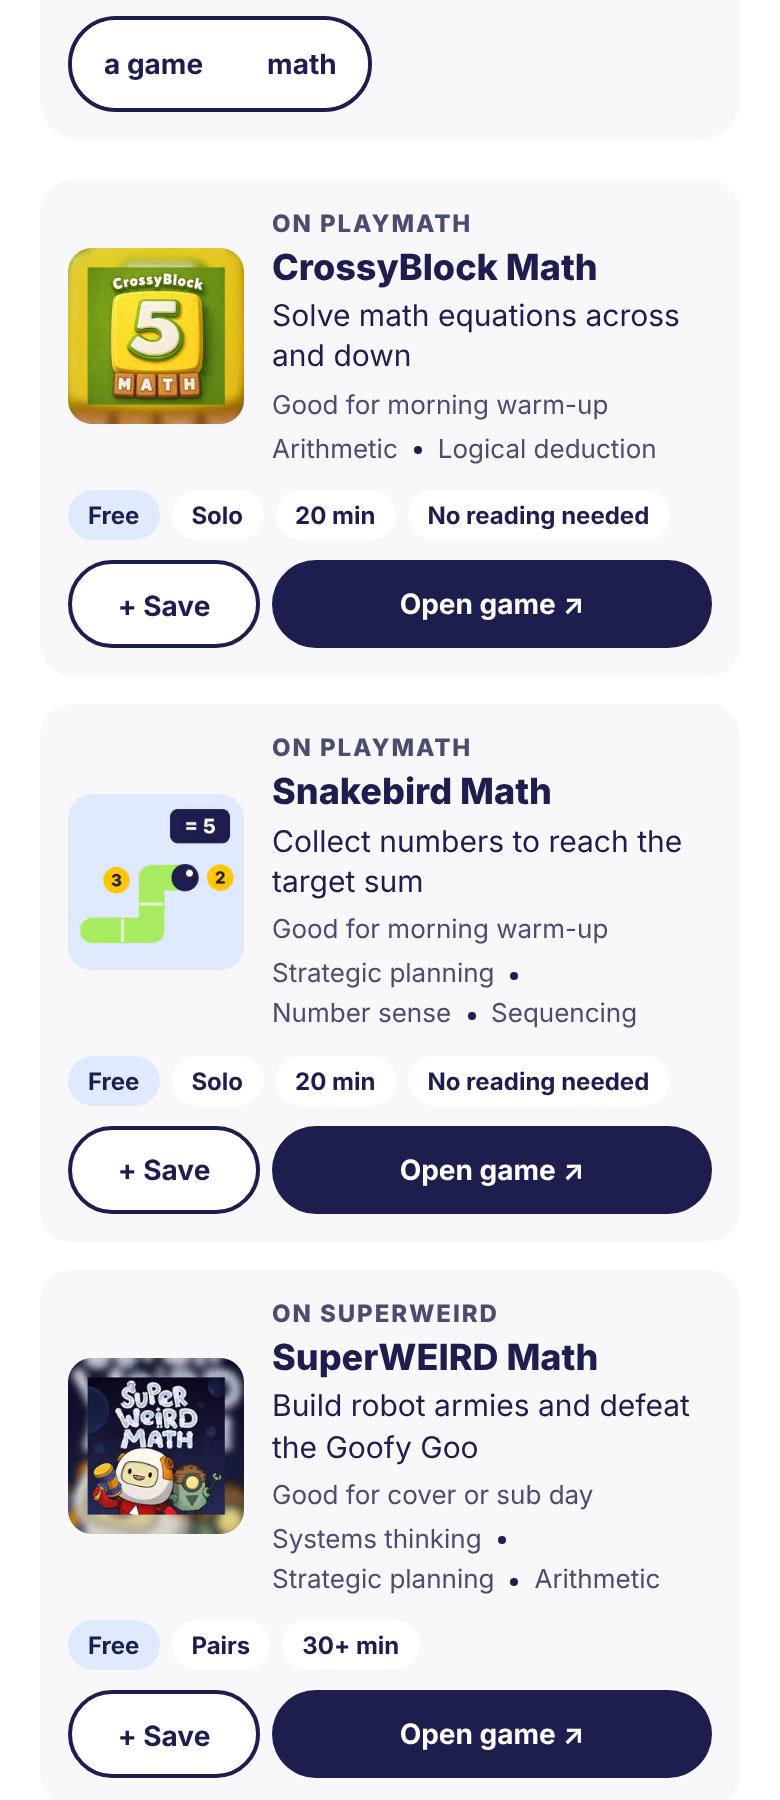 a game math
ON PLAYMATH
CrossyBlock Math
CrossyBlock
5
MATH
Solve math equations across
and down
Good for morning warm-up
Arithmetic • Logical deduction
Free Solo 20 min No reading needed
+ Save Open game ↗
ON PLAYMATH
Snakebird Math
= 5
3 2
Collect numbers to reach the
target sum
Good for morning warm-up
Strategic planning •
Number sense • Sequencing
Free Solo 20 min No reading needed
+ Save Open game ↗
ON SUPERWEIRD
SuperWEIRD Math
SUPER
WEIRD
MATH
Build robot armies and defeat
the Goofy Goo
Good for cover or sub day
Systems thinking •
Strategic planning • Arithmetic
Free Pairs 30+ min
+ Save Open game ↗